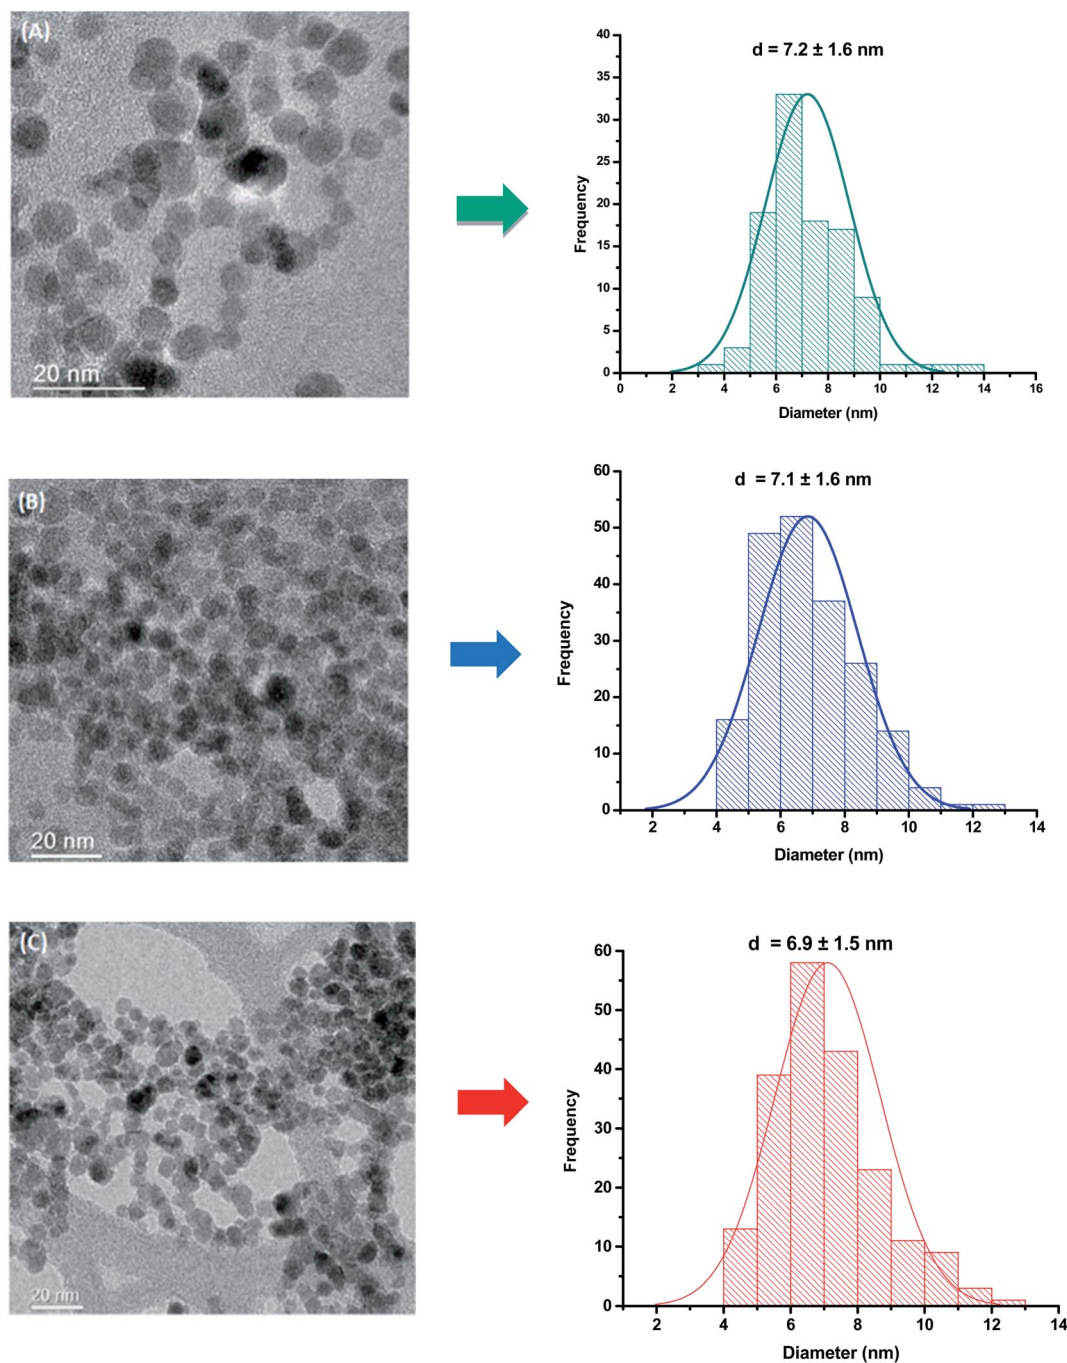 (A)
20 nm
d = 7.2 ± 1.6 nm
40
35
30
25
20
15
10
5
0
Frequency
0 2 4 6 8 10 12 14 16
Diameter (nm)
(B)
20 nm
d = 7.1 ± 1.6 nm
60
50
40
30
20
10
0
Frequency
2 4 6 8 10 12 14
Diameter (nm)
(C)
20 nm
d = 6.9 ± 1.5 nm
60
50
40
30
20
10
0
Frequency
2 4 6 8 10 12 14
Diameter (nm)